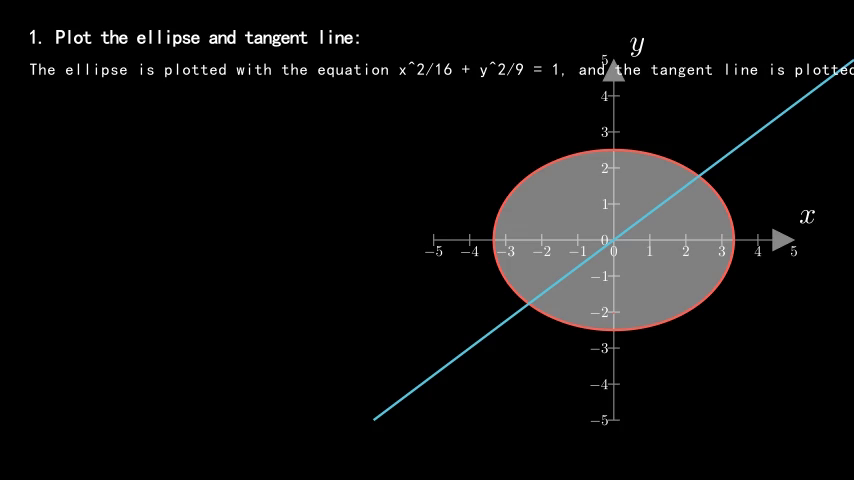 1. Plot the ellipse and tangent line:
The ellipse is plotted with the equation x^2/16 + y^2/9 = 1, and the tangent line is plotted
y
5
4
3
2
1
0
−1
−2
−3
−4
−5
x
−5 −4 −3 −2 −1 0 1 2 3 4 5